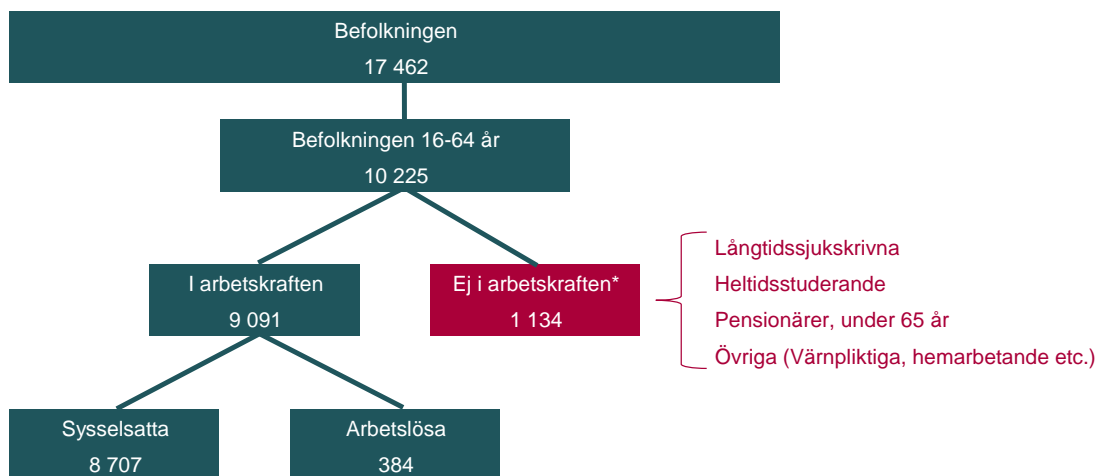 Befolkningen
17 462
Befolkningen 16-64 år
10 225
I arbetskraften
9 091
Ej i arbetskraften*
1 134
Långtidssjukskrivna
Heltidsstuderande
Pensionärer, under 65 år
Övriga (Värnpliktiga, hemarbetande etc.)
Sysselsatta
8 707
Arbetslösa
384